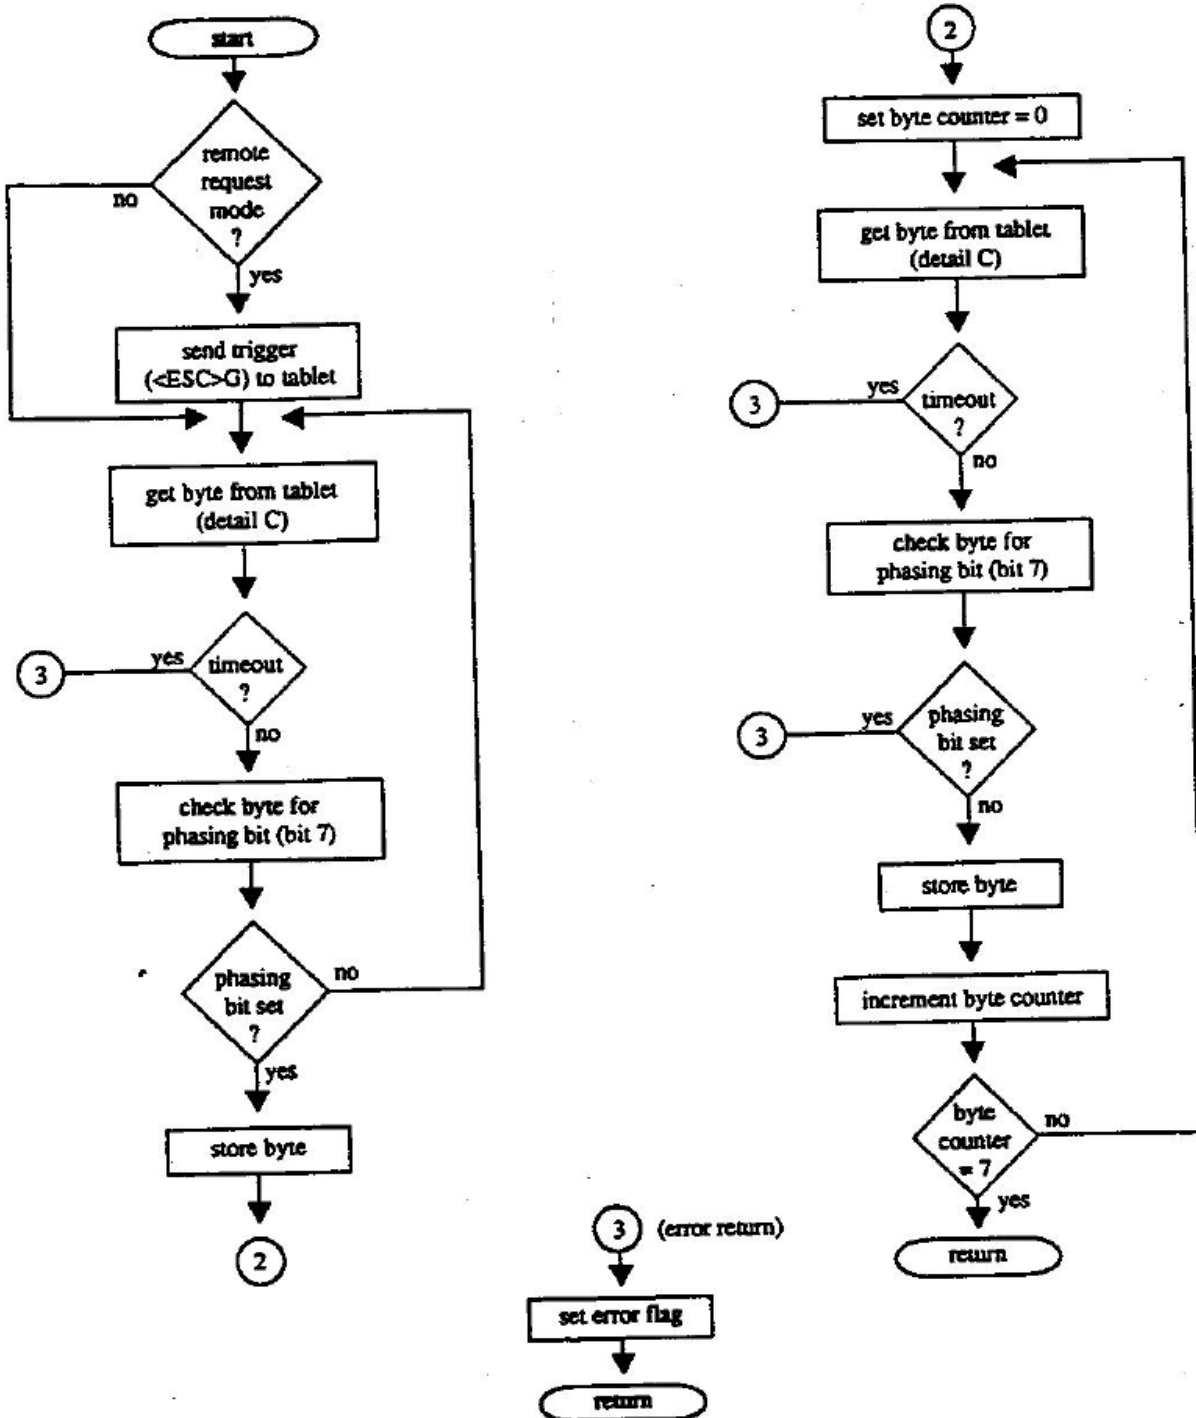 start
remote
request
mode
?
no
yes
send trigger
(<ESC>G) to tablet
get byte from tablet
(detail C)
timeout
?
yes
3
no
check byte for
phasing bit (bit 7)
phasing
bit set
?
no
yes
store byte
2
2
set byte counter = 0
get byte from tablet
(detail C)
timeout
?
yes
3
no
check byte for
phasing bit (bit 7)
phasing
bit set
?
yes
3
no
store byte
increment byte counter
byte
counter
= 7
no
yes
return
3 (error return)
set error flag
return